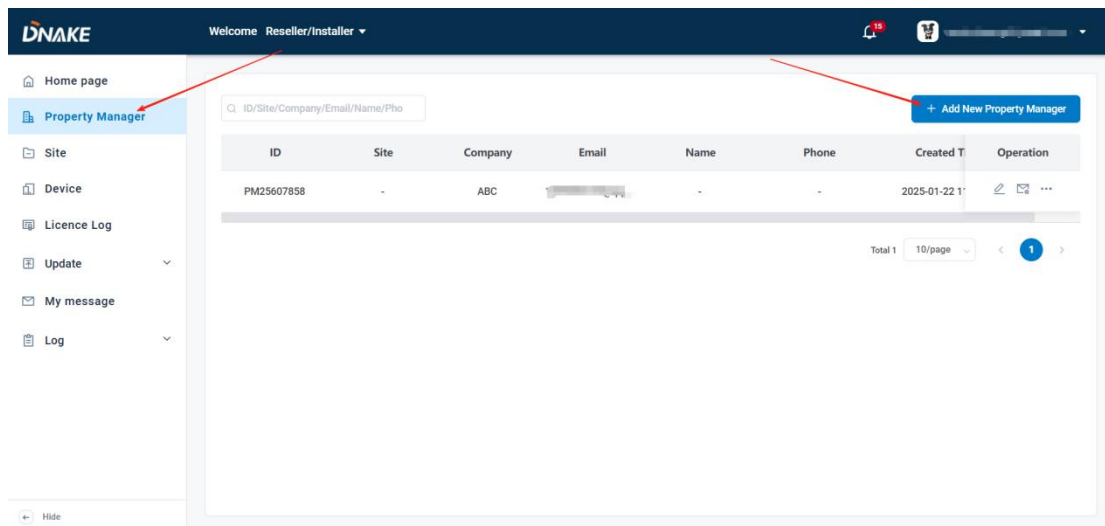 DNAKE
Welcome Reseller/Installer
15
Home page
Property Manager
Site
Device
Licence Log
Update
My message
Log
Hide
ID/Site/Company/Email/Name/Pho
+ Add New Property Manager
ID Site Company Email Name Phone Created T Operation
PM25607858 - ABC - - 2025-01-22 1
Total 1 10/page < 1 >